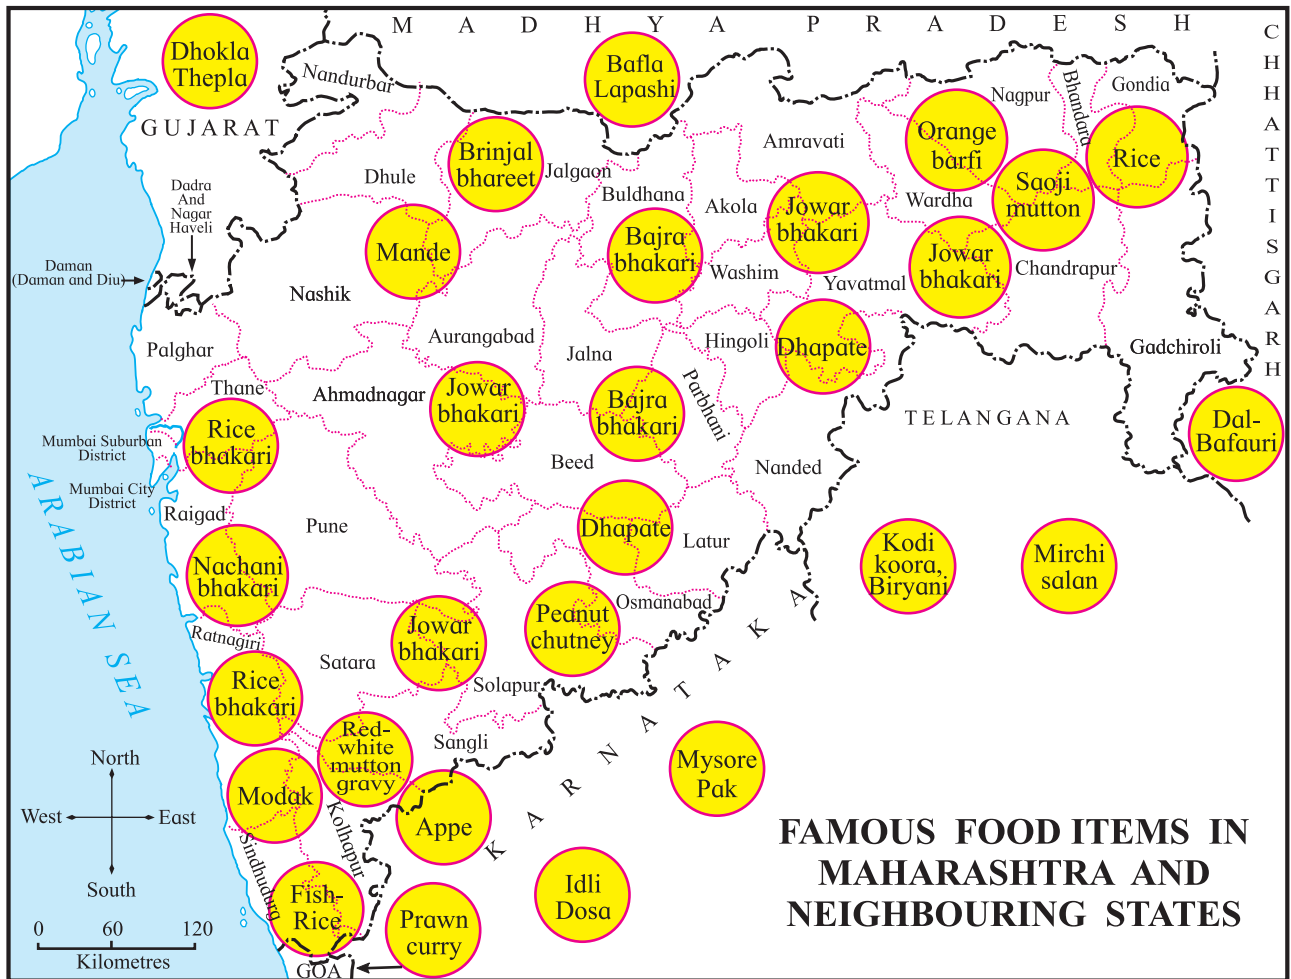 M A D H Y A P R A D E S H
CHHATTISGARH
Dhokla
Thepla
Nandurbar
Bafla
Lapashi
Nagpur
Bhandara
Gondia
GUJARAT
Brinjal
bhareet
Jalgaon
Amravati
Orange
barfi
Rice
Dhule
Buldhana
Akola
Jowar
bhakari
Wardha
Saoji
mutton
Dadra
And
Nagar
Haveli
Mande
Bajra
bhakari
Washim
Yavatmal
Jowar
bhakari
Chandrapur
Daman
(Daman and Diu)
Nashik
Palghar
Aurangabad
Jalna
Hingoli
Dhapate
Gadchiroli
Thane
Ahmadnagar
Jowar
bhakari
Bajra
bhakari
Parbhani
TELANGANA
Dal-
Bafauri
Mumbai Suburban
District
Rice
bhakari
Beed
Nanded
Mumbai City
District
Raigad
Pune
Dhapate
Latur
ARABIAN SEA
Nachani
bhakari
Kodi
koora,
Biryani
Mirchi
salan
Osmanabad
Peanut
chutney
Ratnagiri
Satara
Jowar
bhakari
Solapur
KARNATAKA
Rice
bhakari
Sangli
Red-
white
mutton
gravy
Mysore
Pak
North
West
East
South
Modak
Kolhapur
Appe
Sindhudurg
Fish-
Rice
Prawn
curry
Idli
Dosa
GOA
FAMOUS FOOD ITEMS IN
MAHARASHTRA AND
NEIGHBOURING STATES
0 60 120
Kilometres